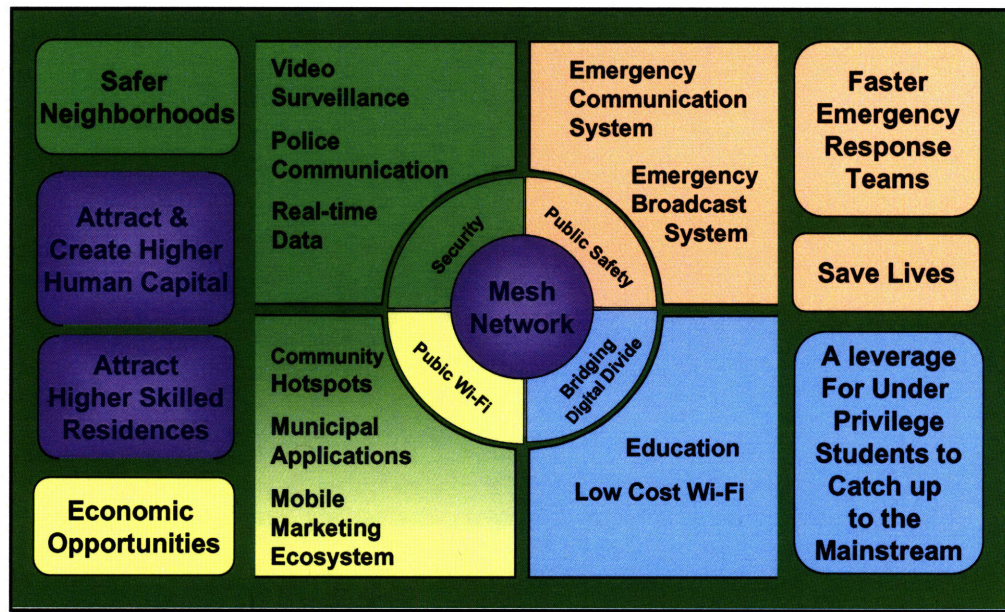 Safer
Neighborhoods
Attract &
Create Higher
Human Capital
Attract
Higher Skilled
Residences
Economic
Opportunities
Video
Surveillance
Police
Communication
Real-time
Data
Emergency
Communication
System
Emergency
Broadcast
System
Security
Public Safety
Mesh
Network
Pubic Wi-Fi
Bridging
Digital Divide
Community
Hotspots
Municipal
Applications
Mobile
Marketing
Ecosystem
Education
Low Cost Wi-Fi
Faster
Emergency
Response
Teams
Save Lives
A leverage
For Under
Privilege
Students to
Catch up
to the
Mainstream